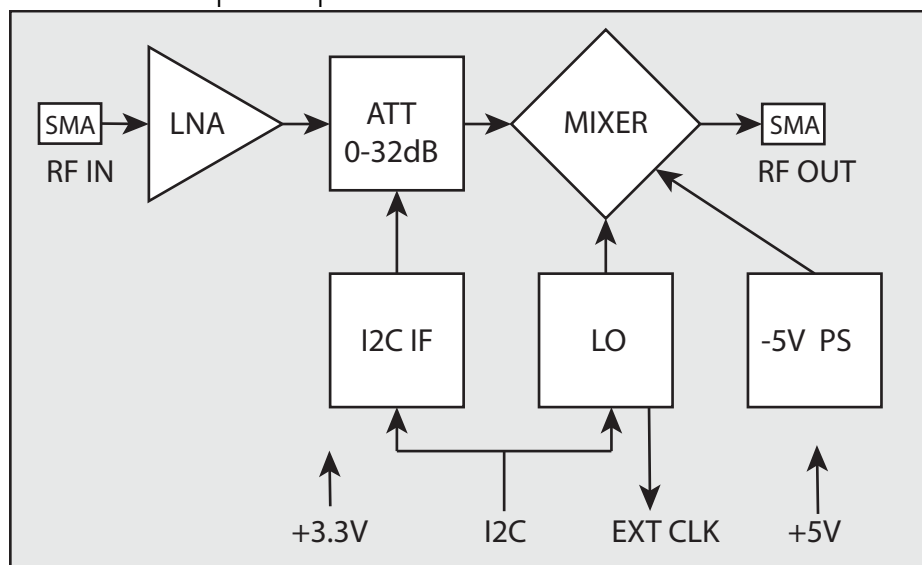 SMA
LNA
ATT
0-32dB
MIXER
SMA
RF IN
RF OUT
I2C IF
LO
-5V PS
+3.3V
I2C
EXT CLK
+5V